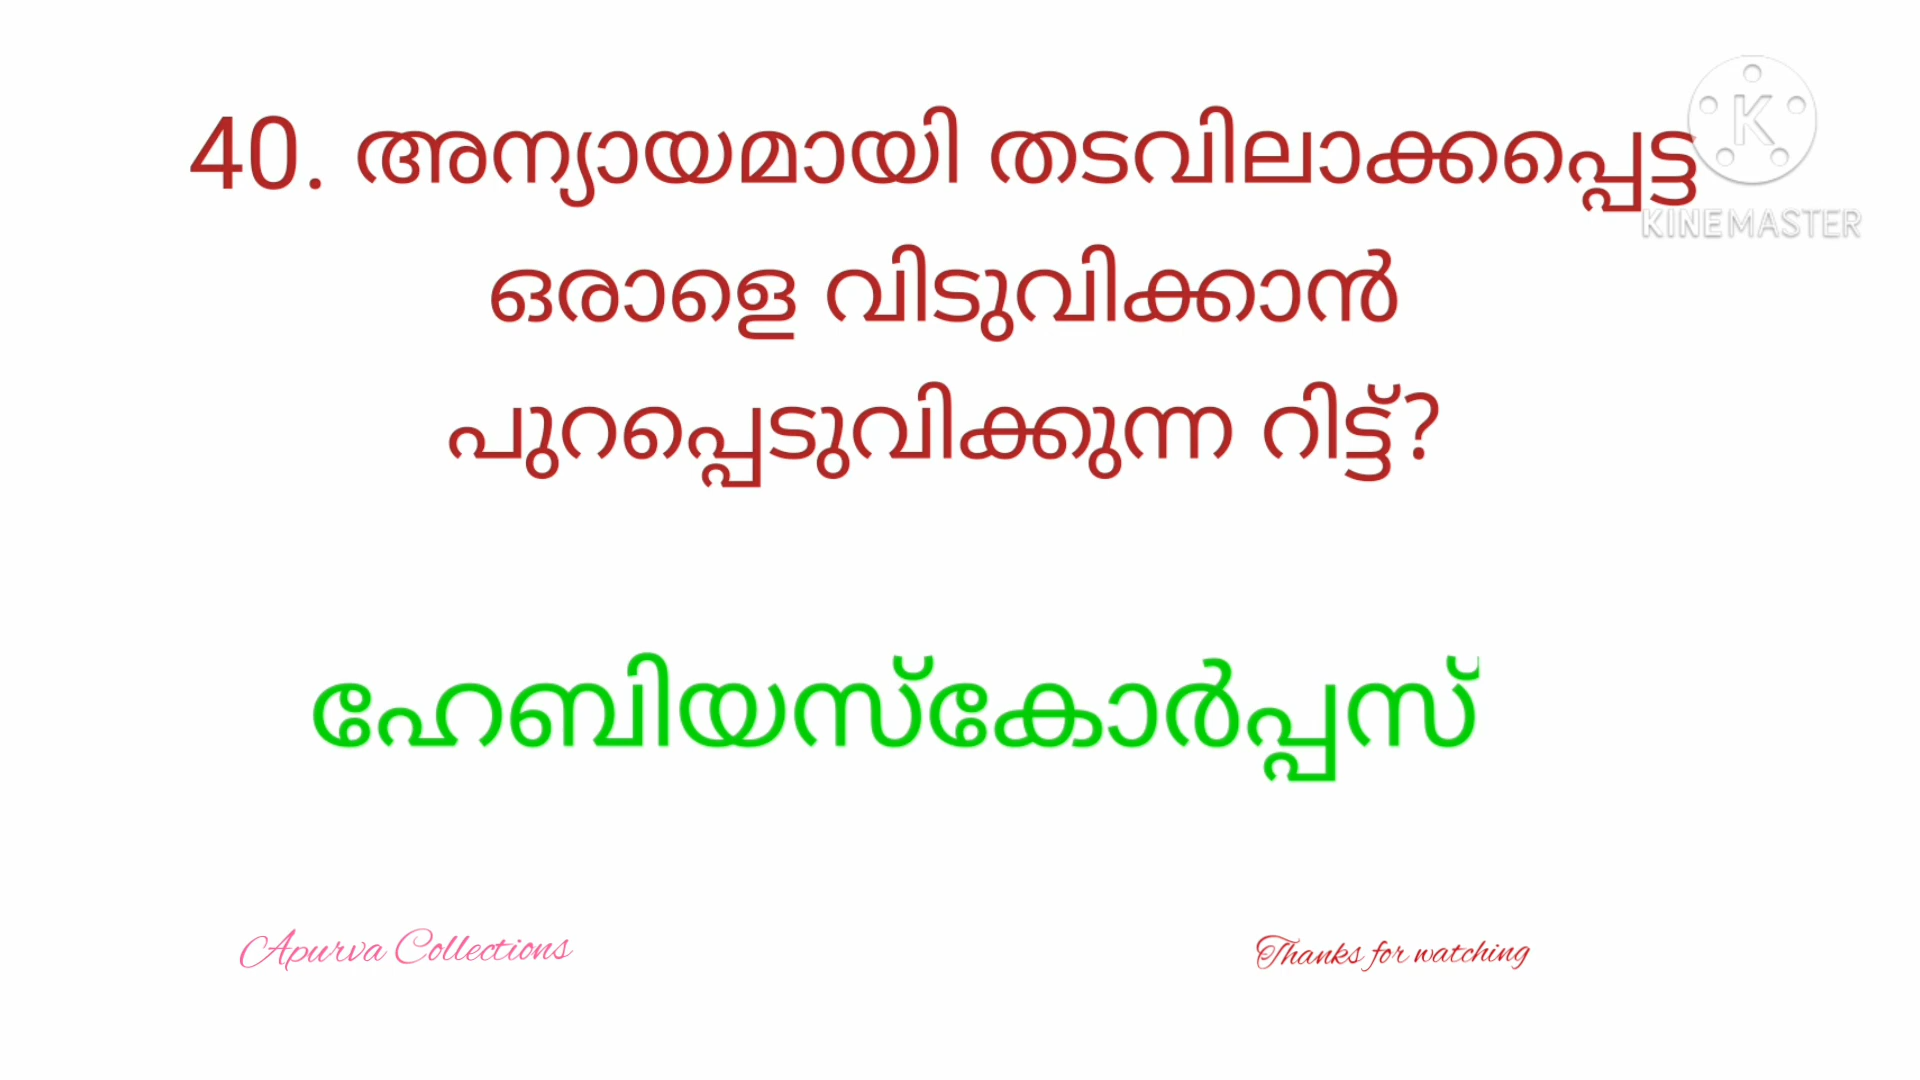 40. അന്യായമായി തടവിലാക്കപ്പെട്ട
ഒരാളെ വിടുവിക്കാൻ
പുറപ്പെടുവിക്കുന്ന റിട്ട്?
ഹേബിയസ്കോർപ്പസ്
K
KINEMASTER
Apurva Collections
Thanks for watching